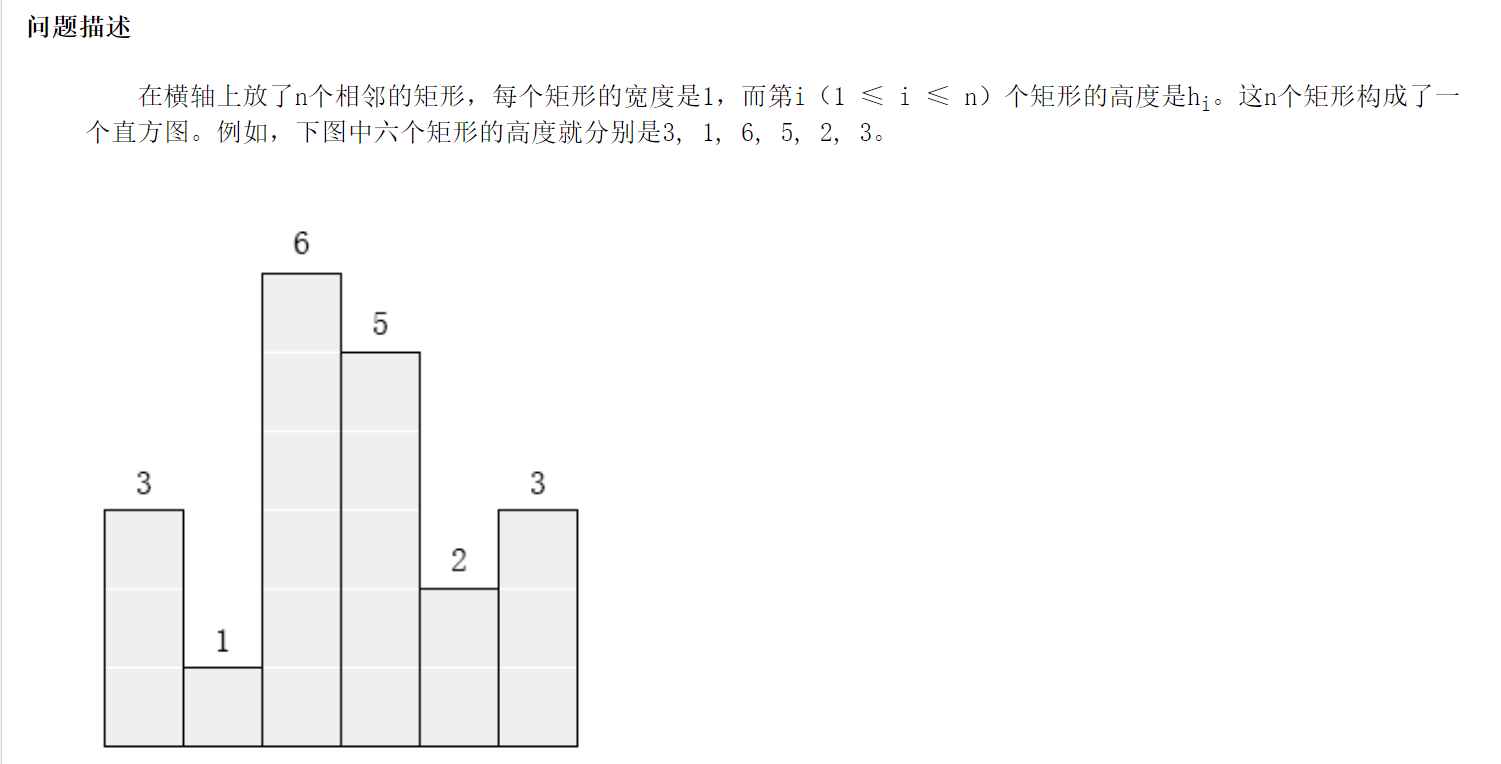 问题描述
在横轴上放了n个相邻的矩形，每个矩形的宽度是1，而第i（1 ≤ i ≤ n）个矩形的高度是hi。这n个矩形构成了一
个直方图。例如，下图中六个矩形的高度就分别是3, 1, 6, 5, 2, 3。
6
5
3
3
2
1